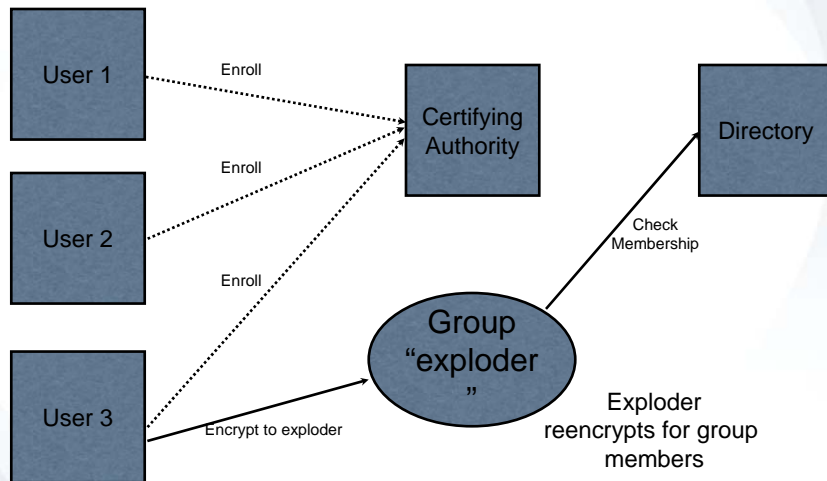 User 1
Enroll
Certifying
Authority
Directory
User 2
Enroll
Check
Membership
Enroll
Group
“exploder
”
User 3
Encrypt to exploder
Exploder
reencrypts for group
members